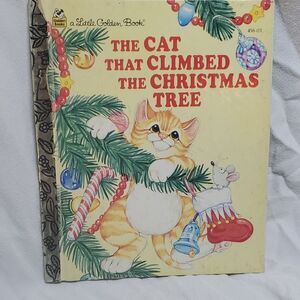 a Little Golden Book®
THE CAT
THAT CLIMBED
THE CHRISTMAS
TREE